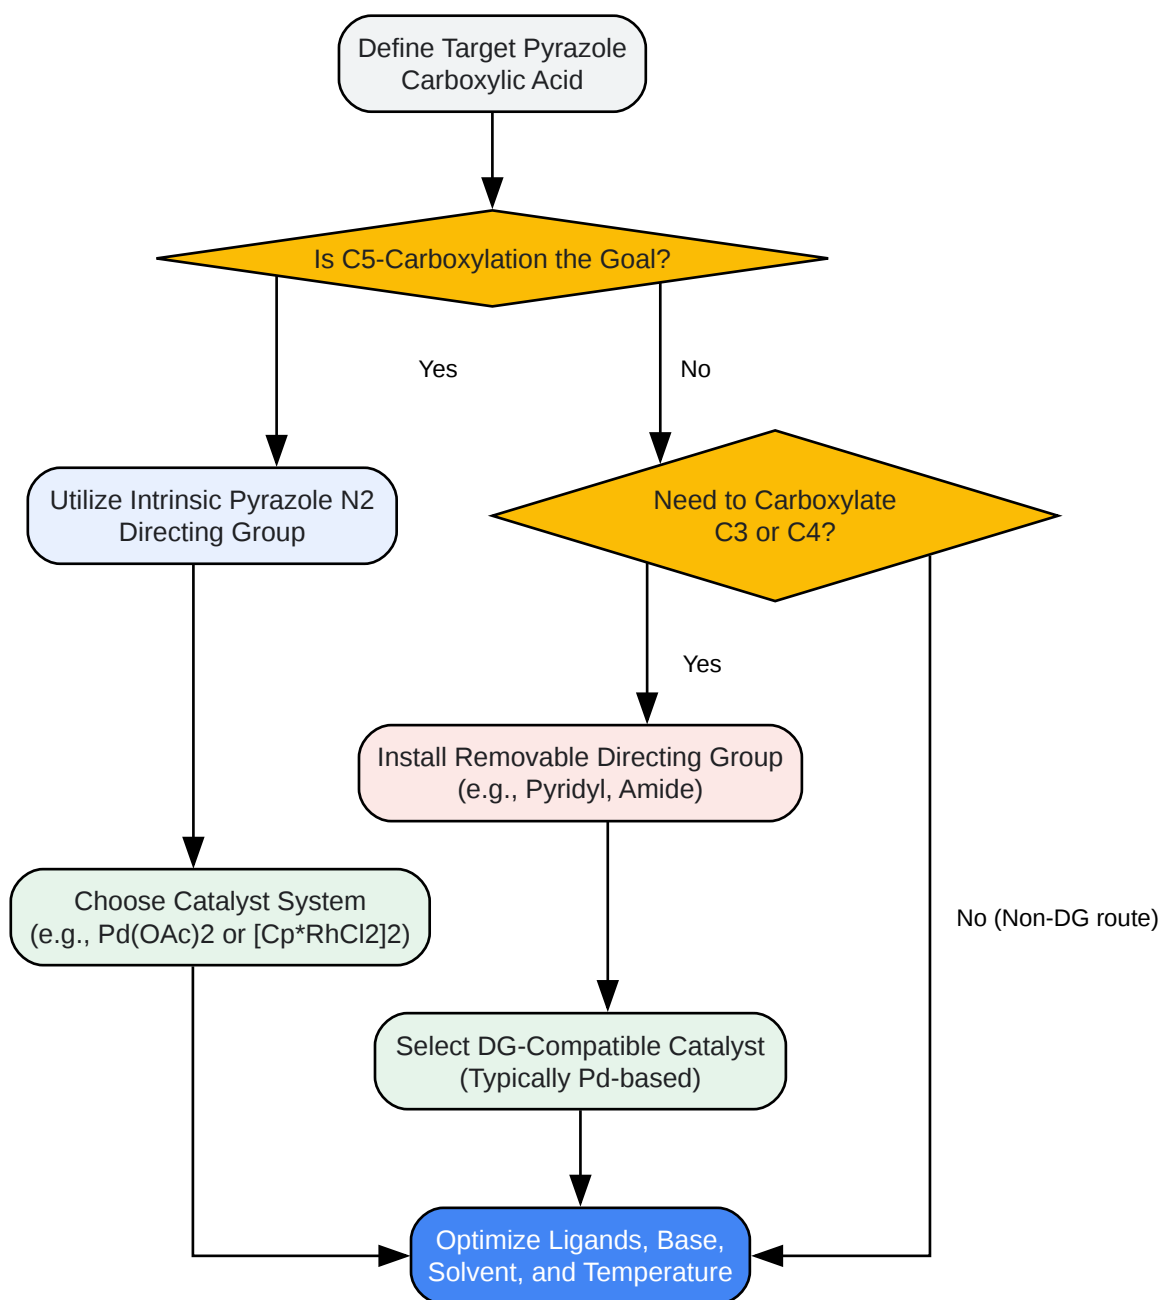 Define Target Pyrazole
Carboxylic Acid
Is C5-Carboxylation the Goal?
Yes
No
Utilize Intrinsic Pyrazole N2
Directing Group
Need to Carboxylate
C3 or C4?
Yes
Install Removable Directing Group
(e.g., Pyridyl, Amide)
Choose Catalyst System
(e.g., Pd(OAc)2 or [Cp*RhCl2]2)
No (Non-DG route)
Select DG-Compatible Catalyst
(Typically Pd-based)
Optimize Ligands, Base,
Solvent, and Temperature